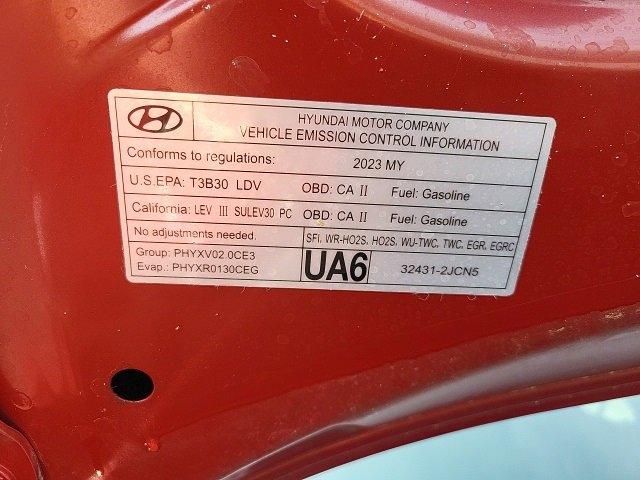 HYUNDAI MOTOR COMPANY
VEHICLE EMISSION CONTROL INFORMATION
Conforms to regulations: 2023 MY
U.S.EPA: T3B30 LDV OBD: CA II Fuel: Gasoline
California: LEV III SULEV30 PC OBD: CA II Fuel: Gasoline
No adjustments needed. SFI, WR-HO2S, HO2S, WU-TWC, TWC, EGR, EGRC
Group: PHYXV02.0CE3
Evap.: PHYXR0130CEG
UA6
32431-2JCN5